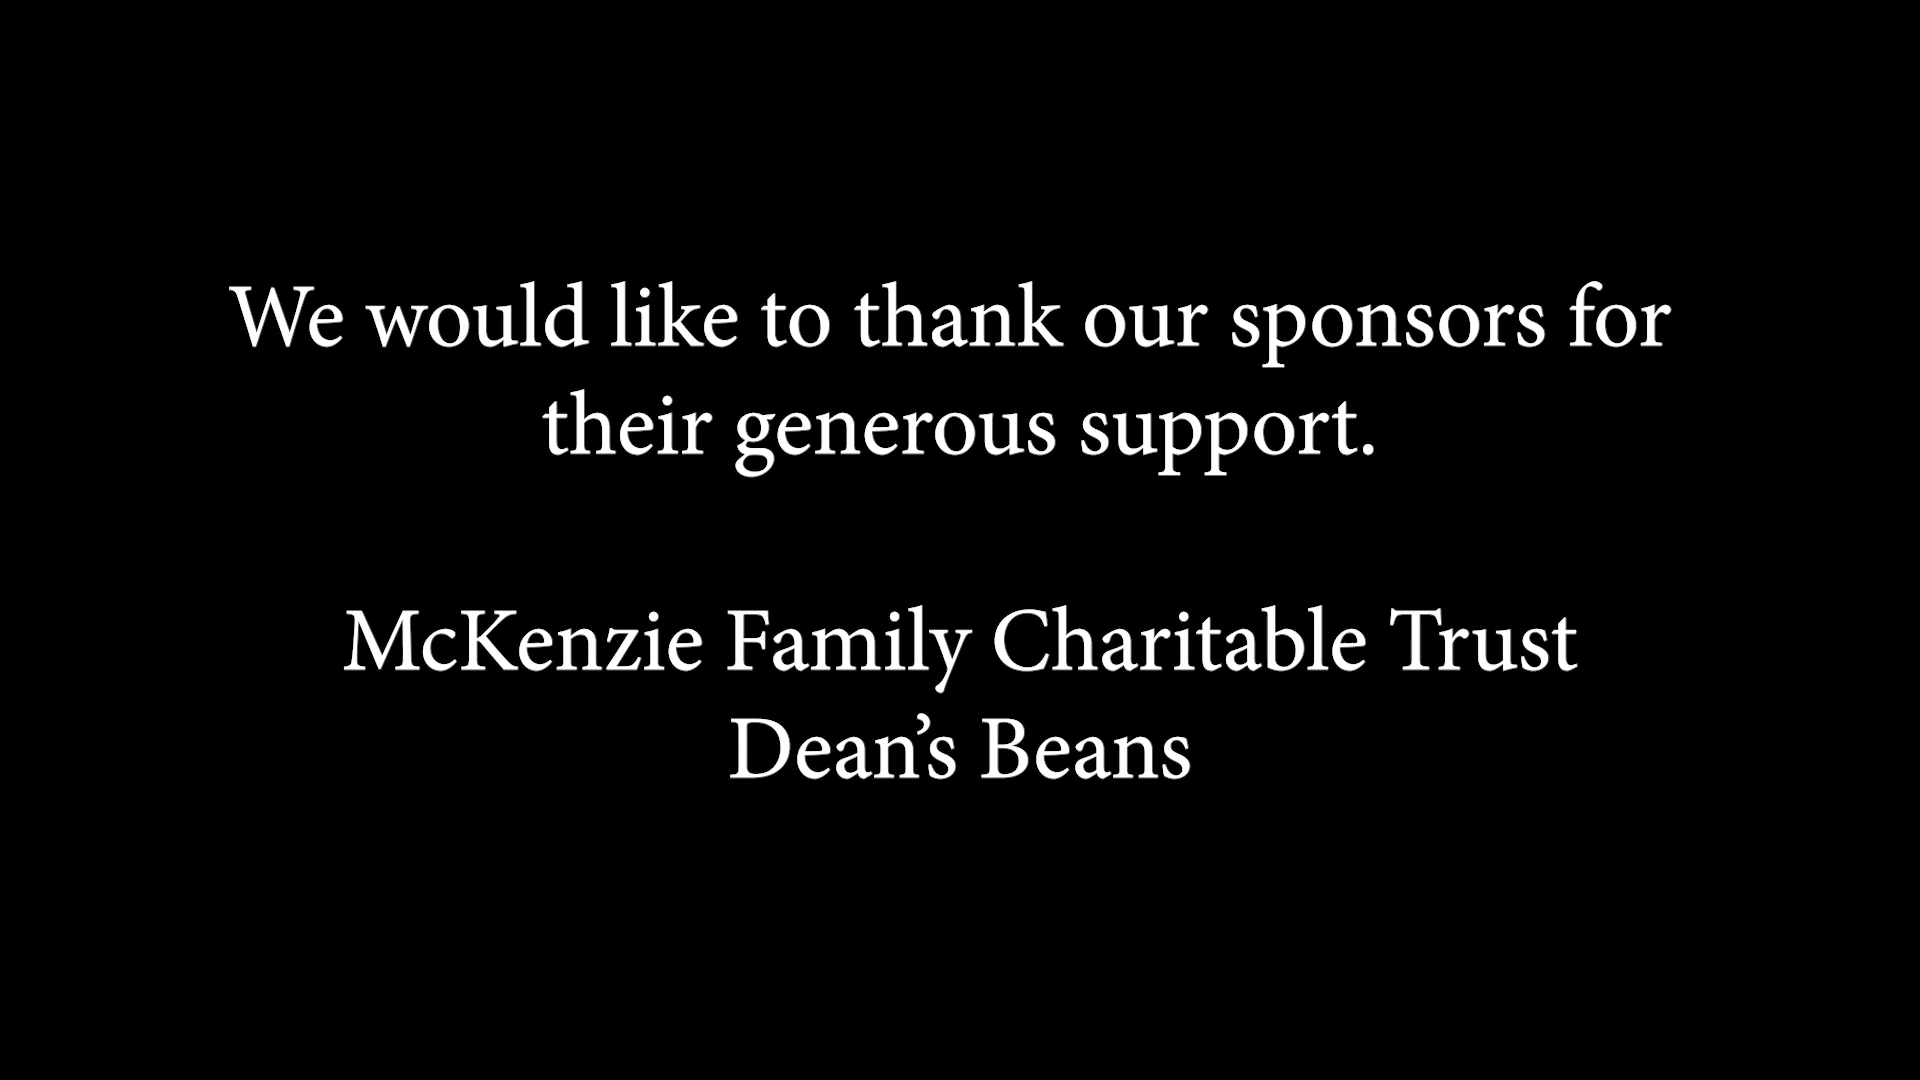 We would like to thank our sponsors for
their generous support.
McKenzie Family Charitable Trust
Dean’s Beans